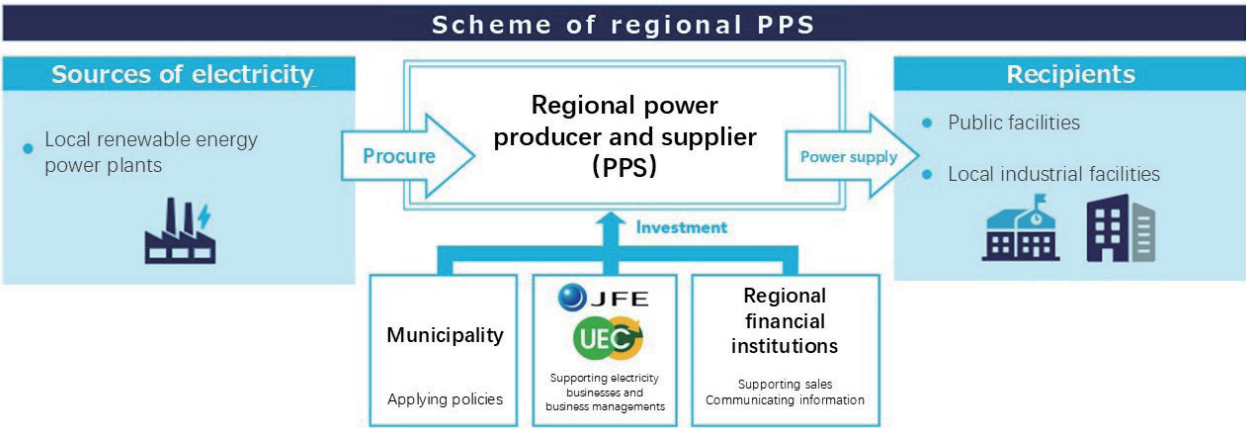 Scheme of regional PPS
Sources of electricity
Local renewable energy
power plants
Procure
Regional power
producer and supplier
(PPS)
Power supply
Recipients
Public facilities
Local industrial facilities
Investment
Municipality
Applying policies
JFE
UEC
Supporting electricity
businesses and
business managements
Regional
financial
institutions
Supporting sales
Communicating information